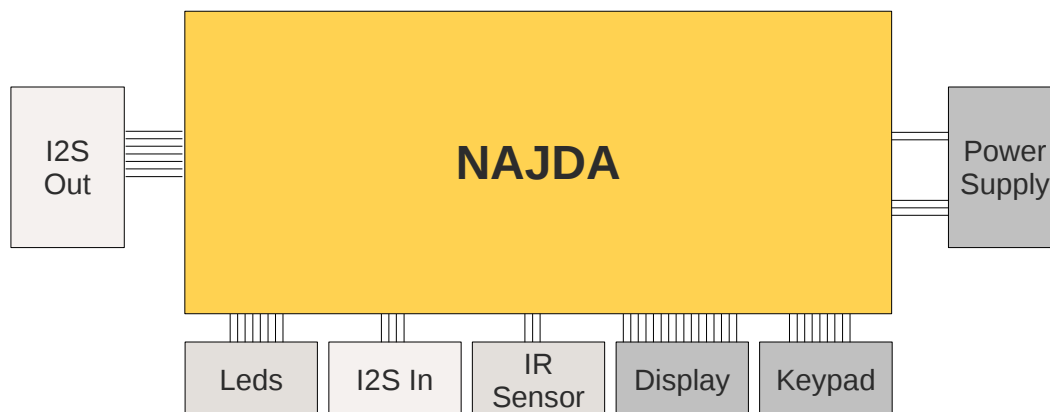 NAJDA
I2S
Out
Power
Supply
Leds
I2S In
IR
Sensor
Display
Keypad